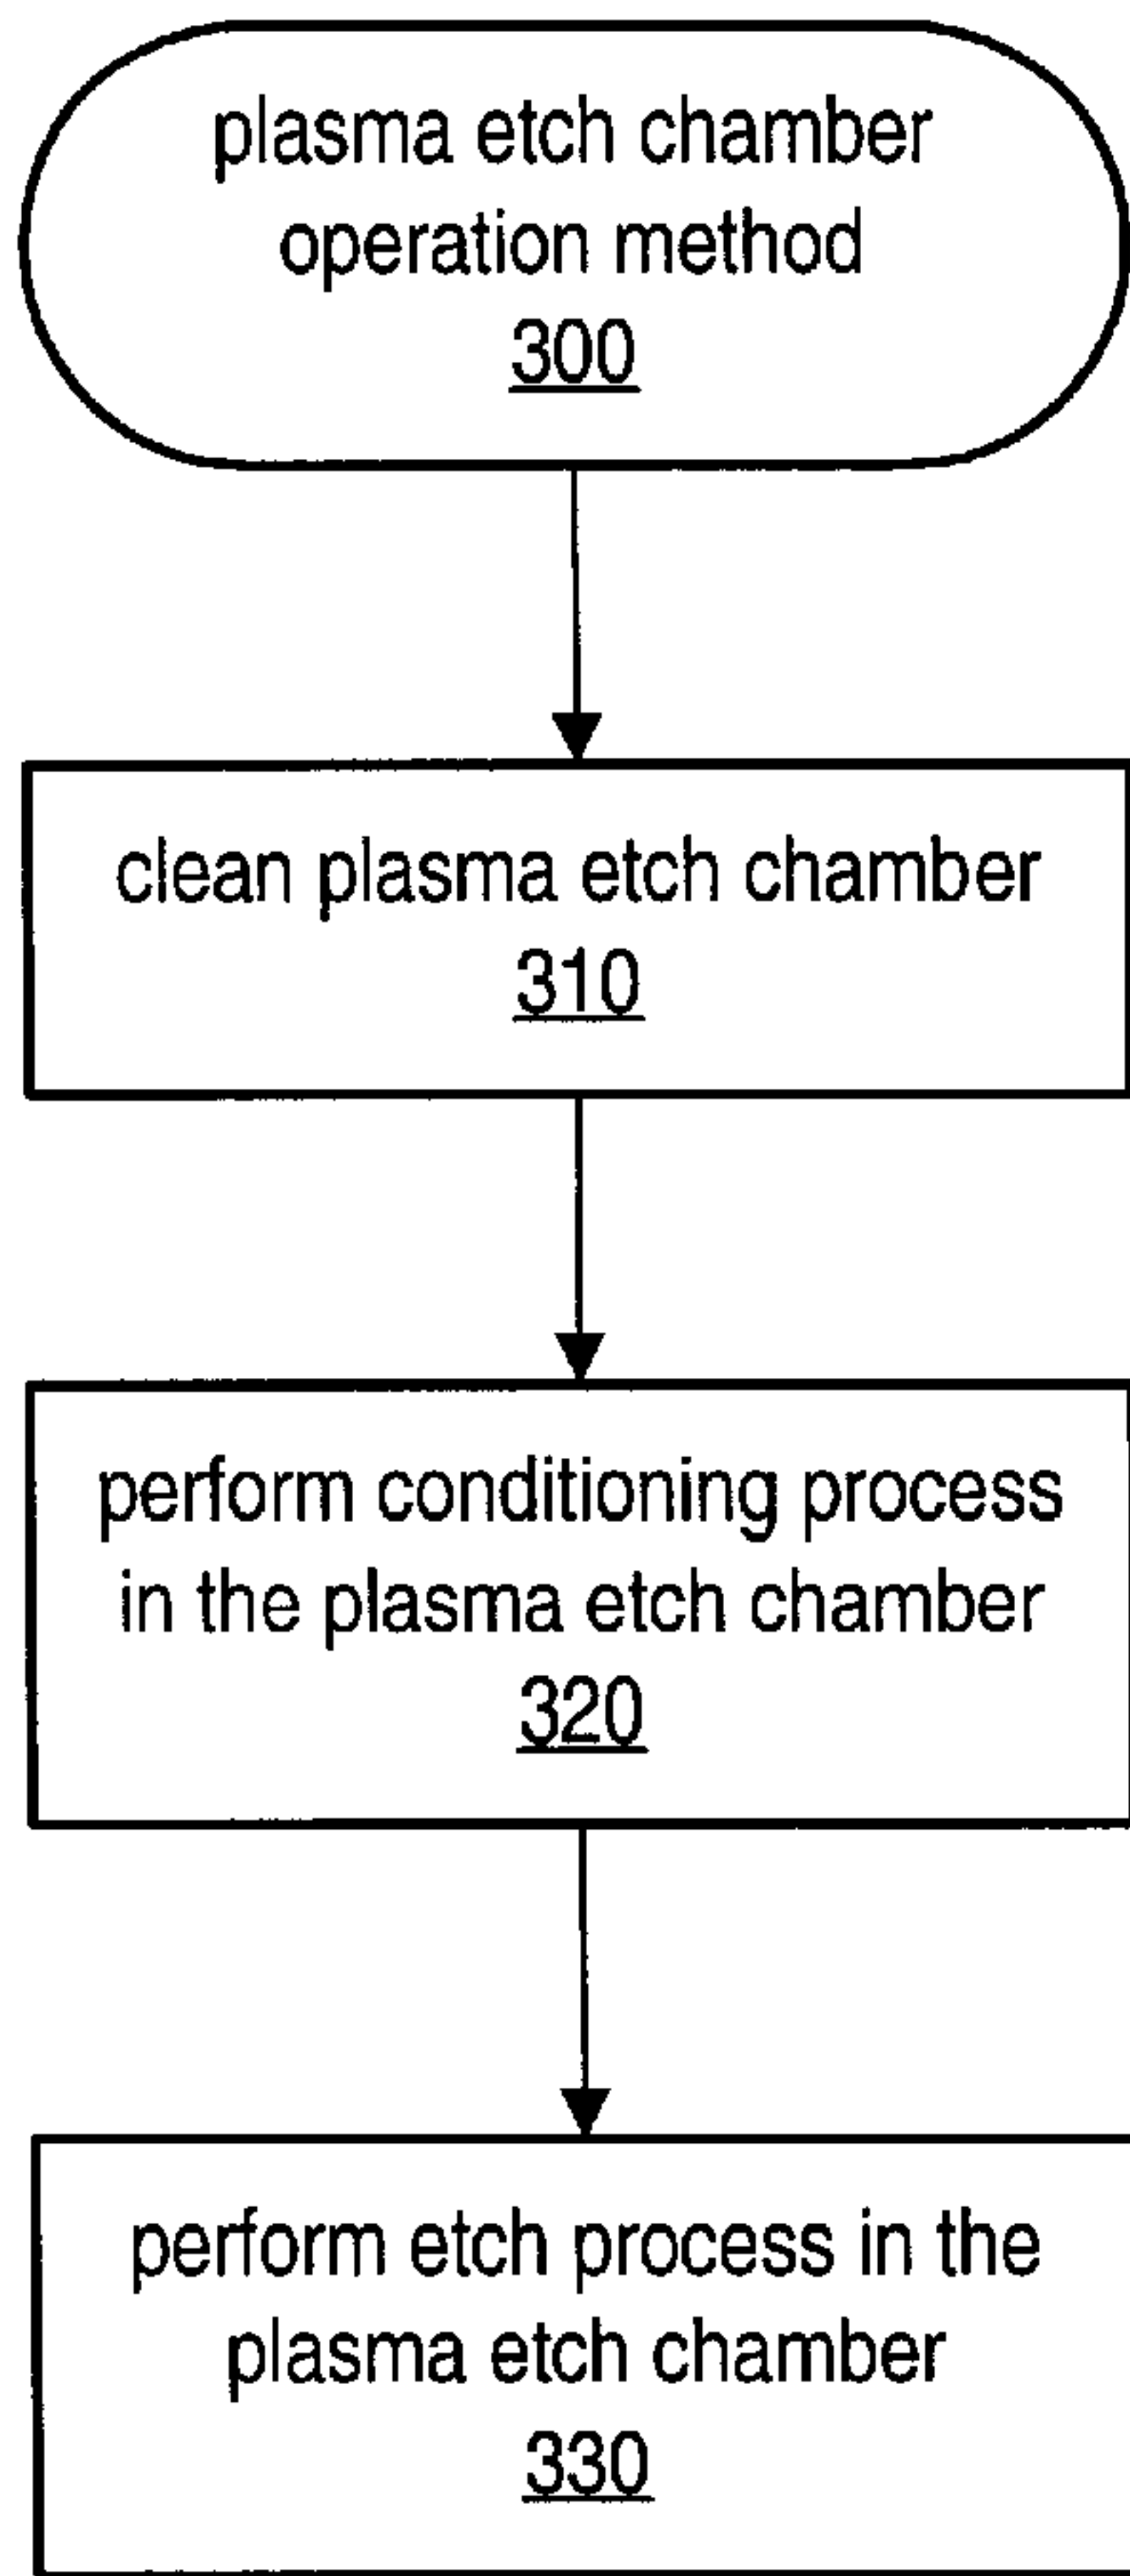 plasma etch chamber
operation method
300
clean plasma etch chamber
310
perform conditioning process
in the plasma etch chamber
320
perform etch process in the
plasma etch chamber
330